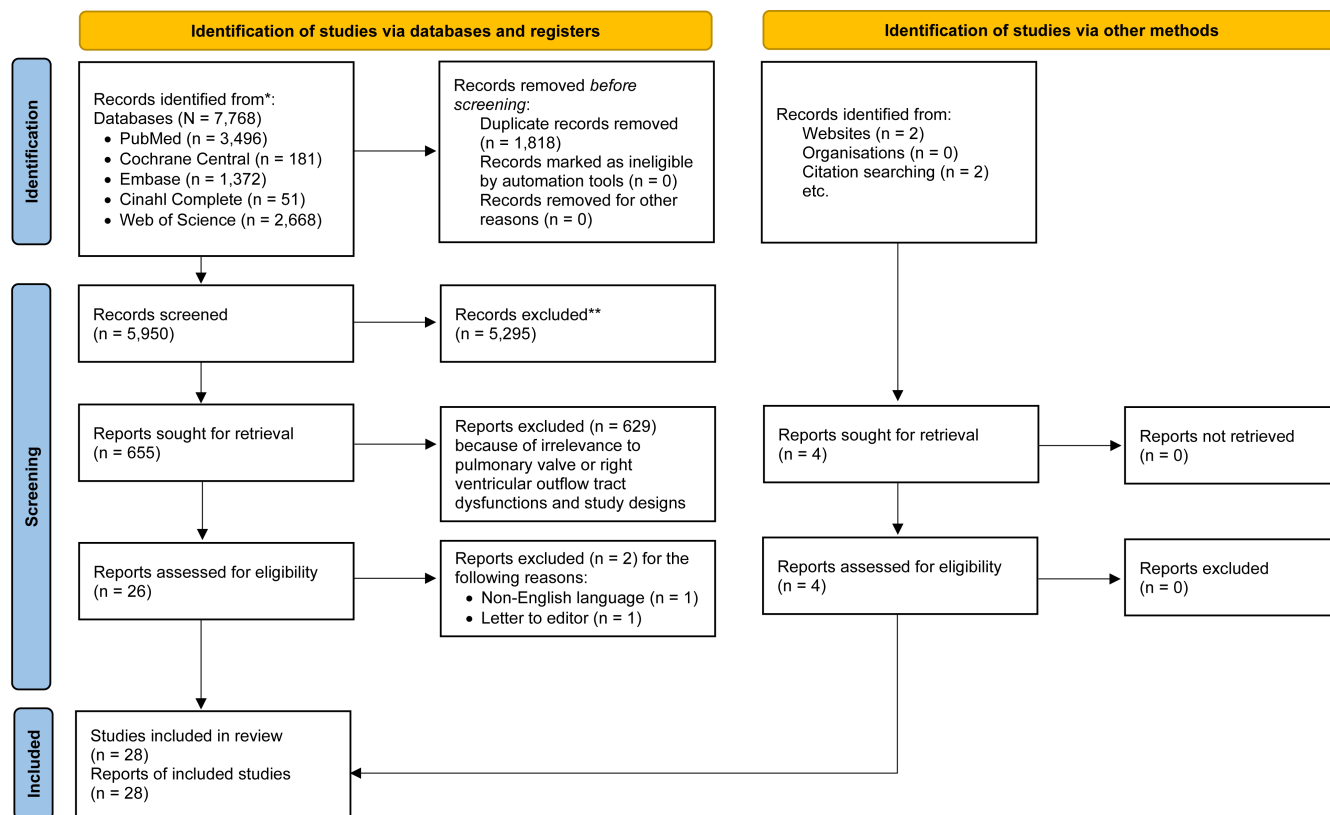 Identification of studies via databases and registers
Identification of studies via other methods
Identification
Records identified from*:
Databases (N = 7,768)
• PubMed (n = 3,496)
• Cochrane Central (n = 181)
• Embase (n = 1,372)
• Cinahl Complete (n = 51)
• Web of Science (n = 2,668)
Records removed before
screening:
Duplicate records removed
(n = 1,818)
Records marked as ineligible
by automation tools (n = 0)
Records removed for other
reasons (n = 0)
Records identified from:
Websites (n = 2)
Organisations (n = 0)
Citation searching (n = 2)
etc.
Screening
Records screened
(n = 5,950)
Records excluded**
(n = 5,295)
Reports sought for retrieval
(n = 655)
Reports excluded (n = 629)
because of irrelevance to
pulmonary valve or right
ventricular outflow tract
dysfunctions and study designs
Reports sought for retrieval
(n = 4)
Reports not retrieved
(n = 0)
Reports assessed for eligibility
(n = 26)
Reports excluded (n = 2) for the
following reasons:
• Non-English language (n = 1)
• Letter to editor (n = 1)
Reports assessed for eligibility
(n = 4)
Reports excluded
(n = 0)
Included
Studies included in review
(n = 28)
Reports of included studies
(n = 28)